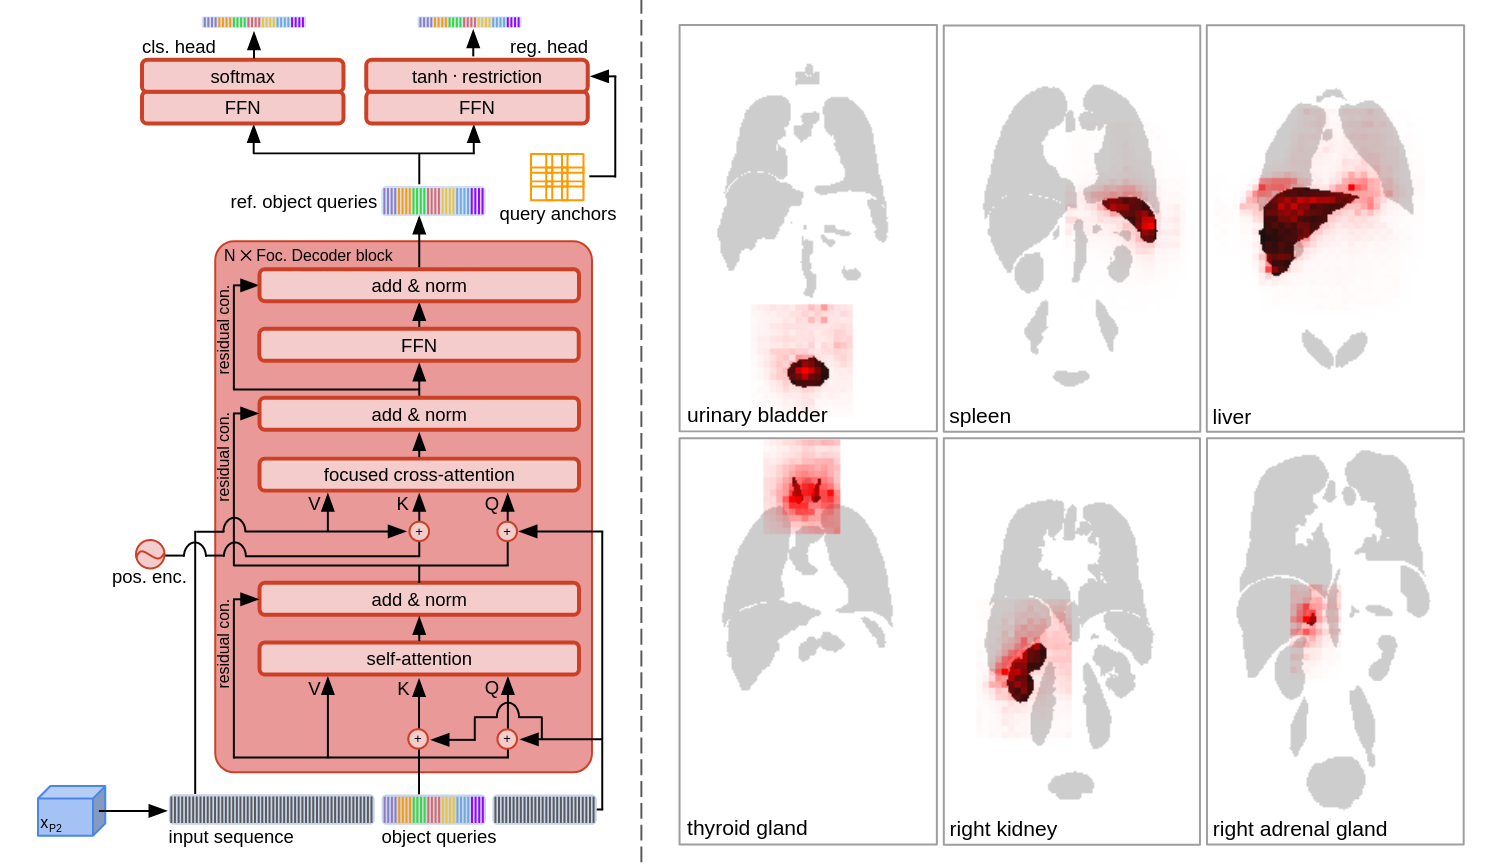 cls. head
reg. head
softmax
tanh · restriction
FFN
FFN
ref. object queries
query anchors
N × Foc. Decoder block
add & norm
residual con.
FFN
add & norm
residual con.
focused cross-attention
V
K
Q
+
+
pos. enc.
add & norm
residual con.
self-attention
V
K
Q
+
+
xP2
input sequence
object queries
urinary bladder
spleen
liver
thyroid gland
right kidney
right adrenal gland